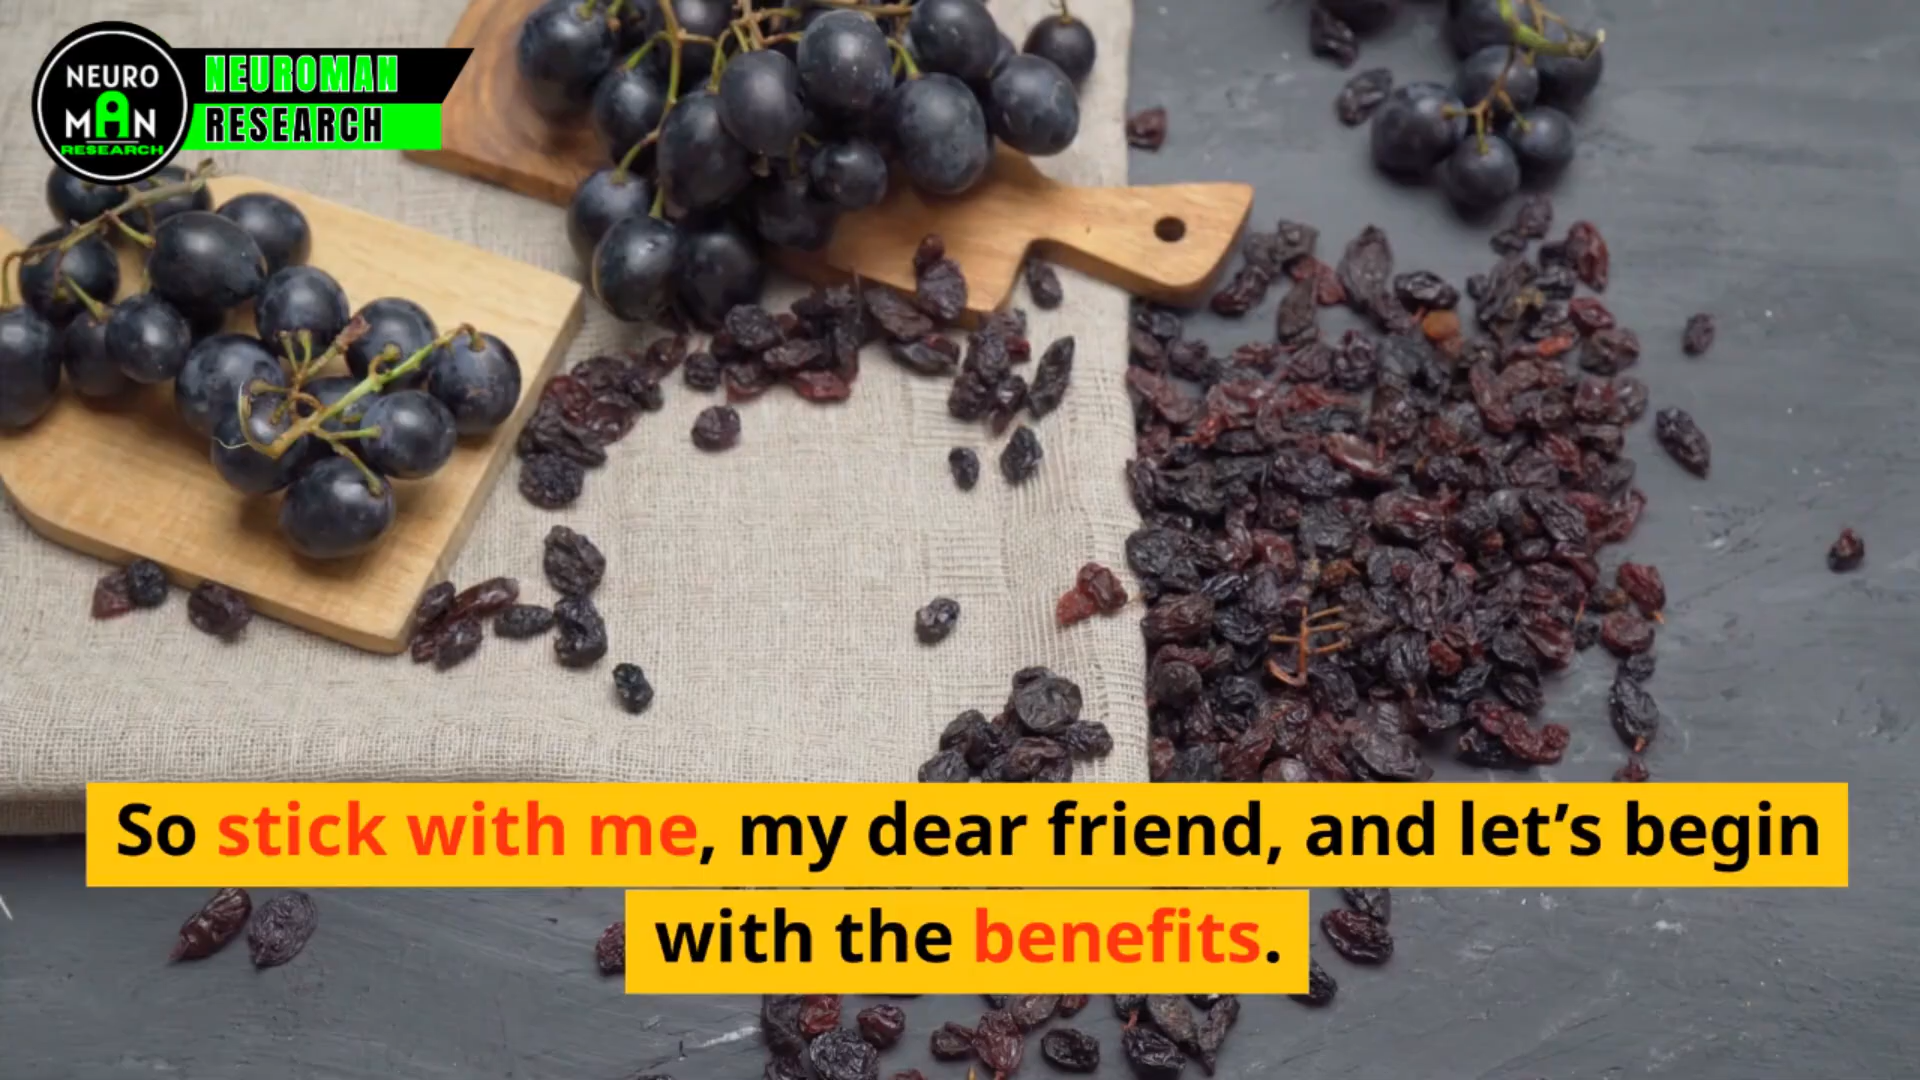 NEURO
MAN
RESEARCH
NEUROMAN
RESEARCH
So stick with me, my dear friend, and let’s begin
with the benefits.